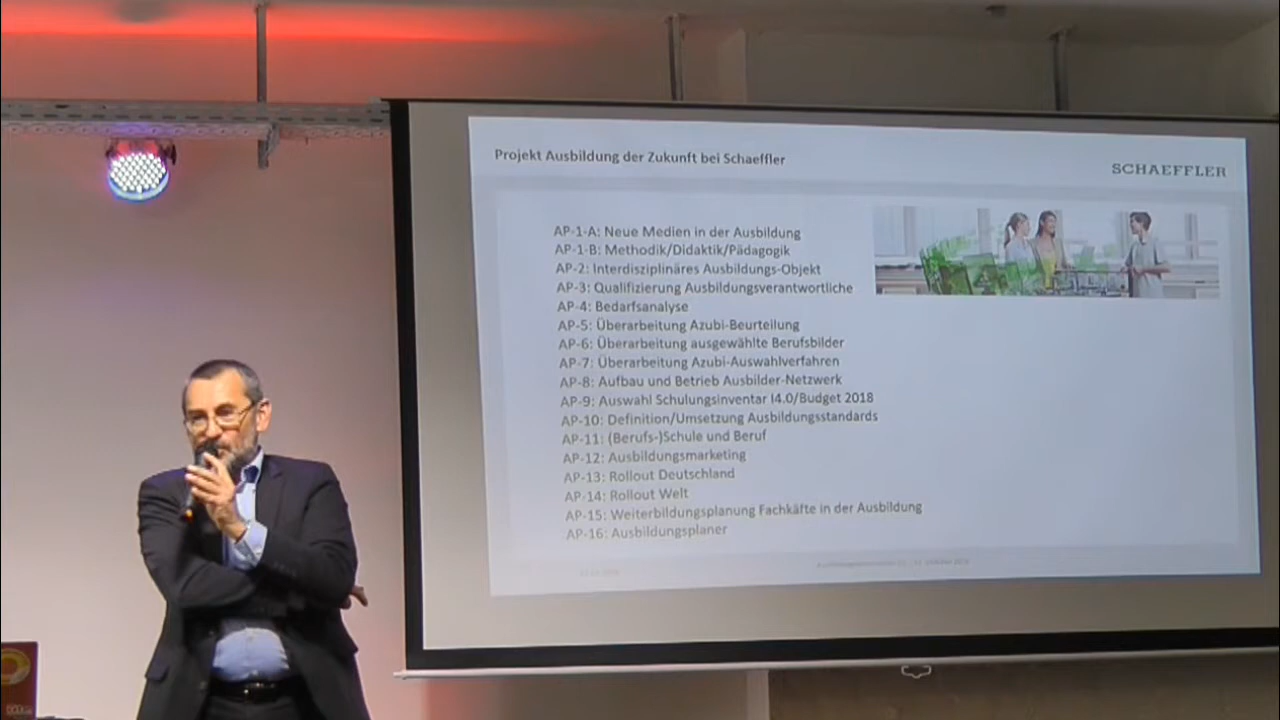 Projekt Ausbildung der Zukunft bei Schaeffler
SCHAEFFLER
AP-1-A: Neue Medien in der Ausbildung
AP-1-B: Methodik/Didaktik/Pädagogik
AP-2: Interdisziplinäres Ausbildungs-Objekt
AP-3: Qualifizierung Ausbildungsverantwortliche
AP-4: Bedarfsanalyse
AP-5: Überarbeitung Azubi-Beurteilung
AP-6: Überarbeitung ausgewählte Berufsbilder
AP-7: Überarbeitung Azubi-Auswahlverfahren
AP-8: Aufbau und Betrieb Ausbilder-Netzwerk
AP-9: Auswahl Schulungsinventar I4.0/Budget 2018
AP-10: Definition/Umsetzung Ausbildungsstandards
AP-11: (Berufs-)Schule und Beruf
AP-12: Ausbildungsmarketing
AP-13: Rollout Deutschland
AP-14: Rollout Welt
AP-15: Weiterbildungsplanung Fachkäfte in der Ausbildung
AP-16: Ausbildungsplaner